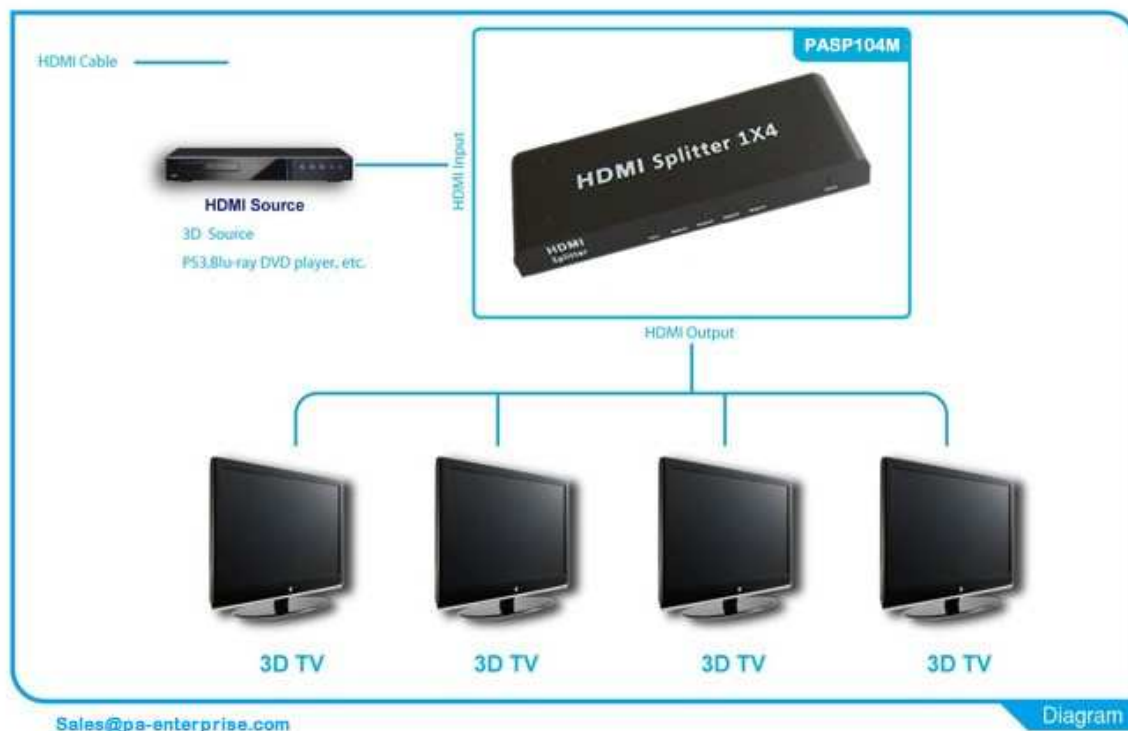 PASP104M
HDMI Cable
HDMI Input
HDMI Splitter 1X4
HDMI
Splitter
HDMI Source
3D Source
PS3,Blu-ray DVD player, etc.
HDMI Output
3D TV
3D TV
3D TV
3D TV
Sales@pa-enterprise.com
Diagram